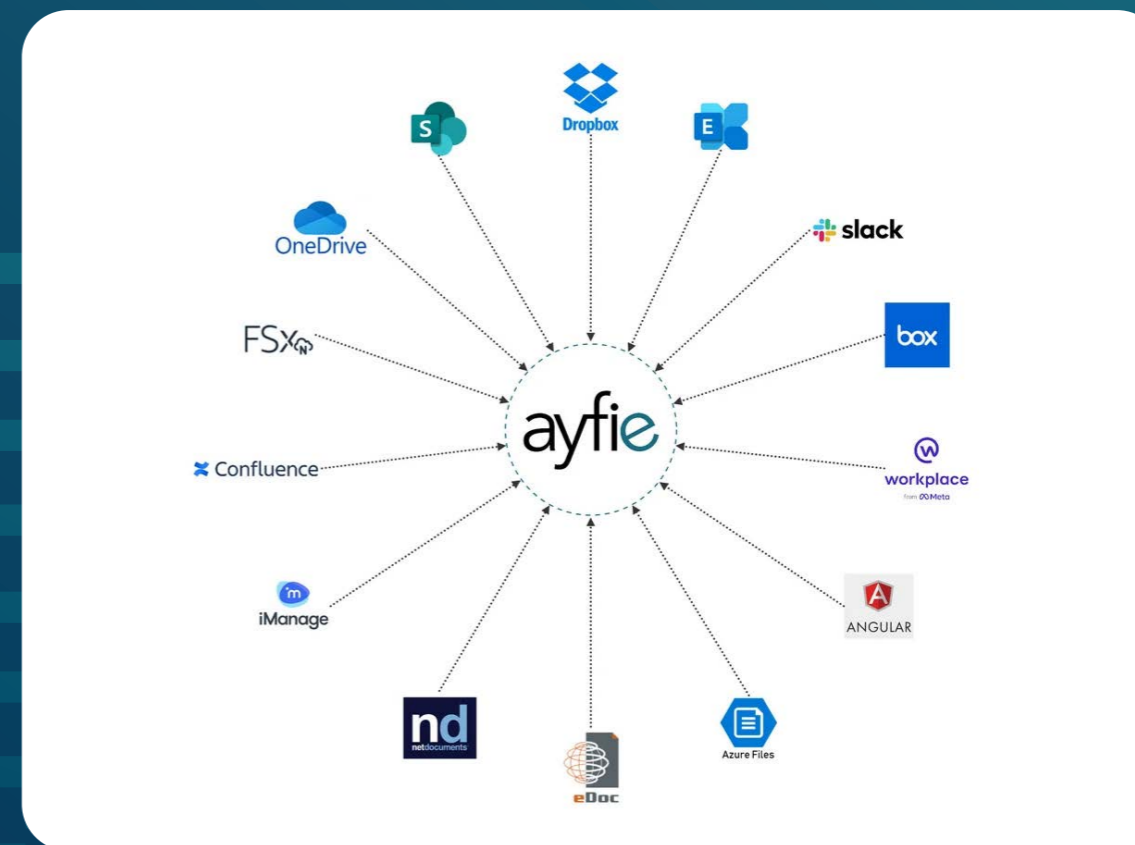 Dropbox
S
E
OneDrive
slack
FSx
N
box
ayfie
Confluence
w
workplace
from Meta
m
iManage
A
ANGULAR
nd
netdocuments
Azure Files
eDoc